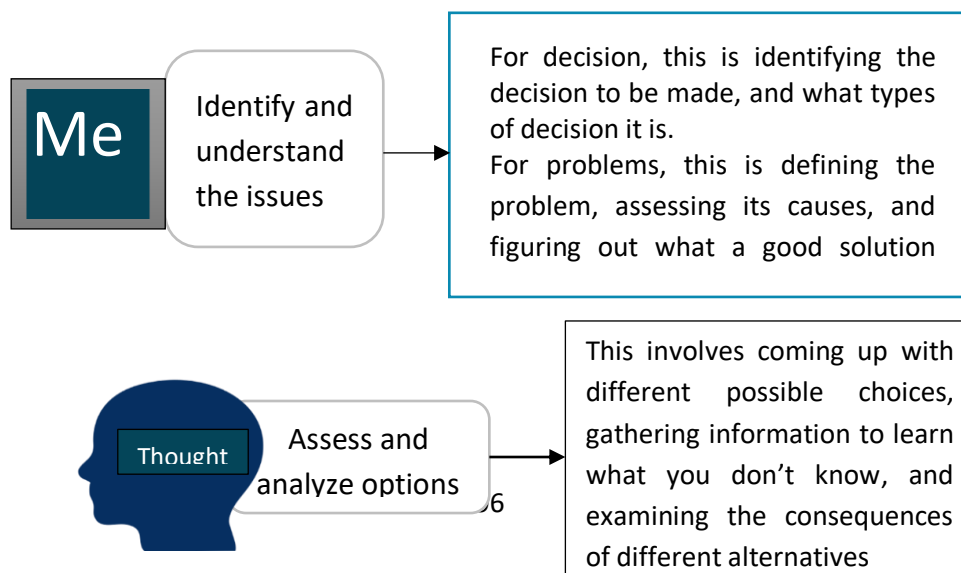 Me
Identify and
understand
the issues
For decision, this is identifying the
decision to be made, and what types
of decision it is.
For problems, this is defining the
problem, assessing its causes, and
figuring out what a good solution
Thought
Assess and
analyze options
This involves coming up with
different possible choices,
gathering information to learn
what you don’t know, and
examining the consequences
of different alternatives